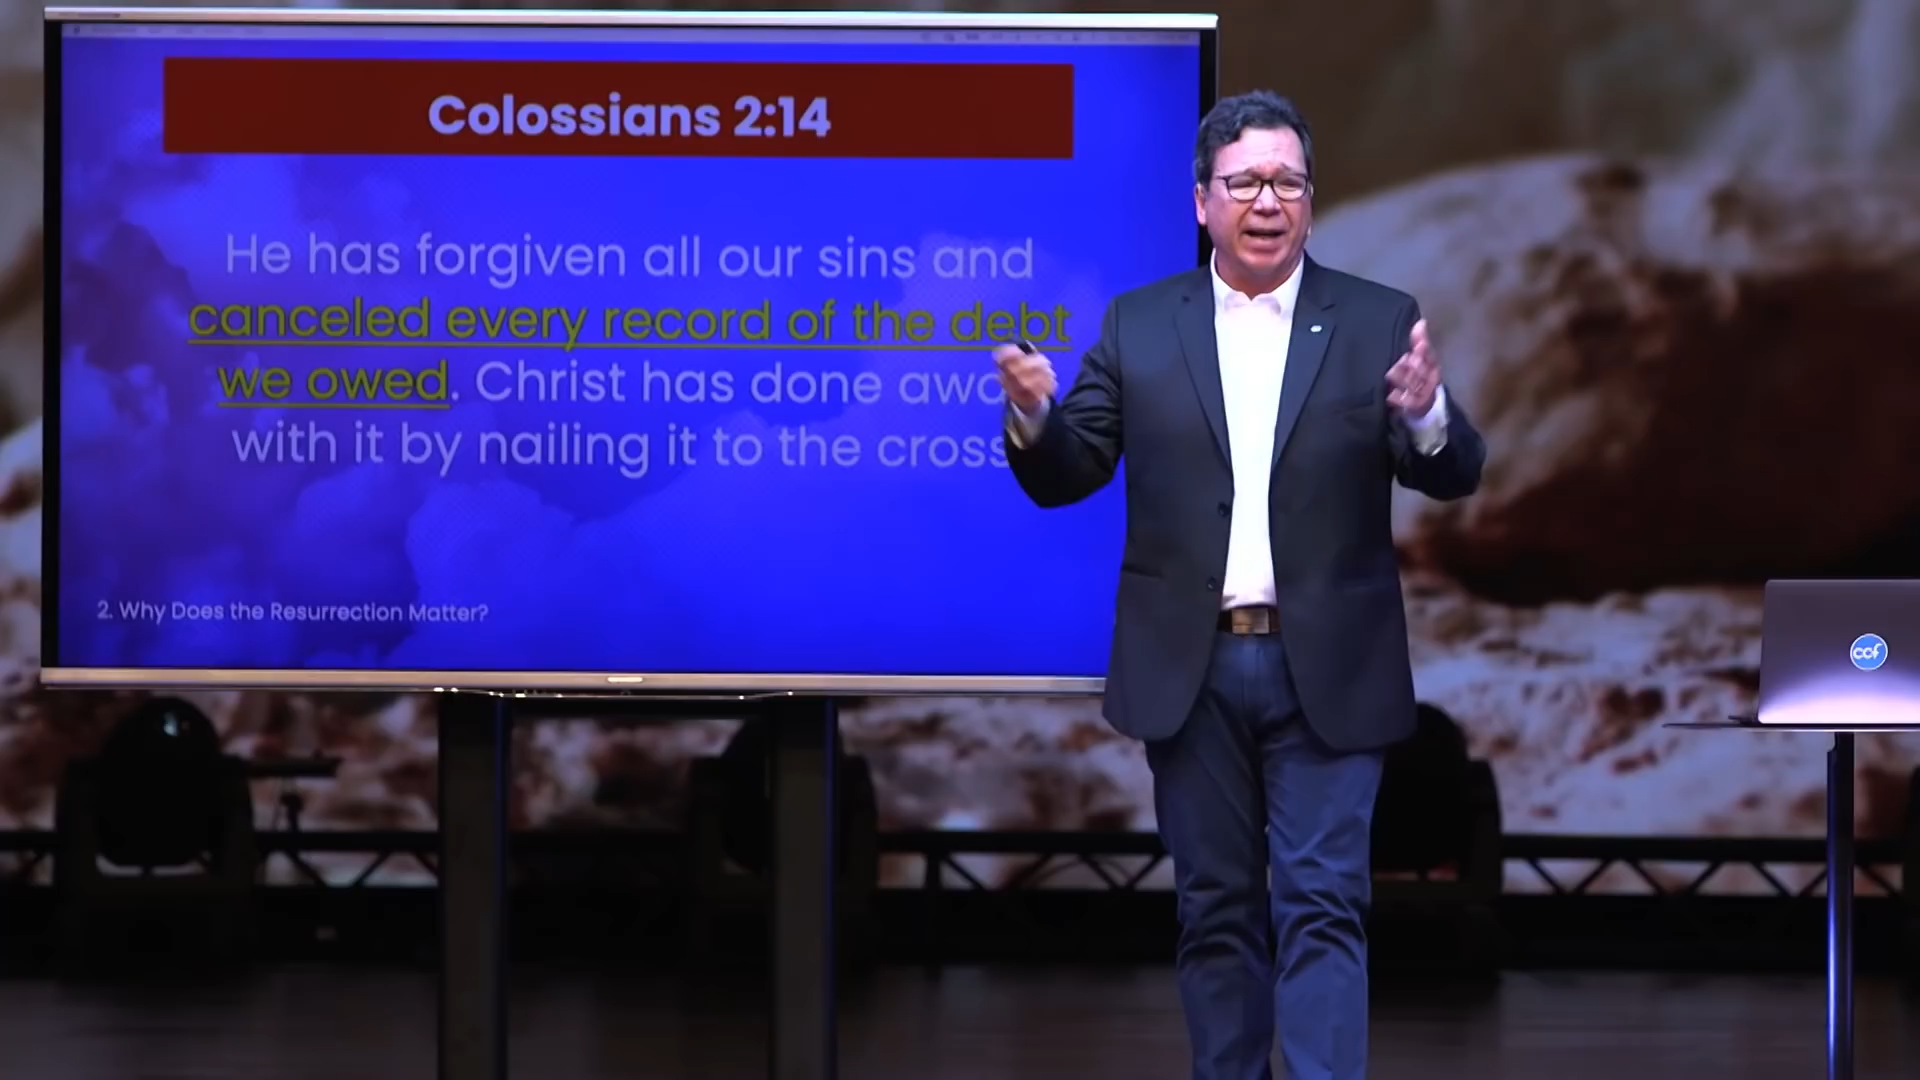 Colossians 2:14
He has forgiven all our sins and
canceled every record of the debt
we owed. Christ has done awa
with it by nailing it to the cross
2. Why Does the Resurrection Matter?
ccf